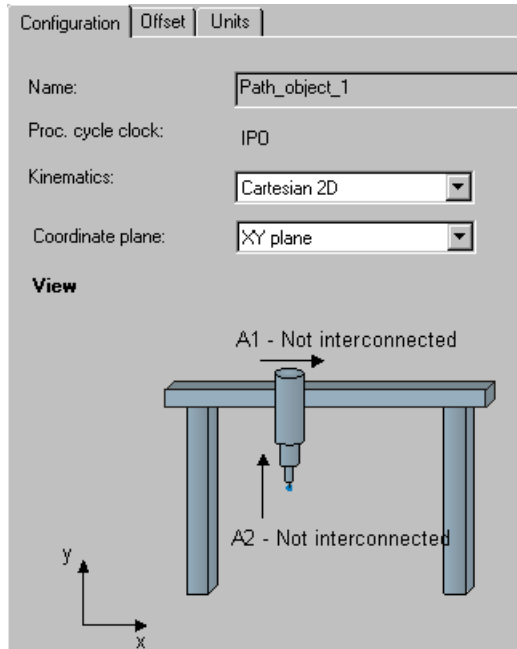 Configuration Offset Units
Name: Path_object_1
Proc. cycle clock: IPO
Kinematics: Cartesian 2D
Coordinate plane: XY plane
View
A1 - Not interconnected
A2 - Not interconnected
y
x